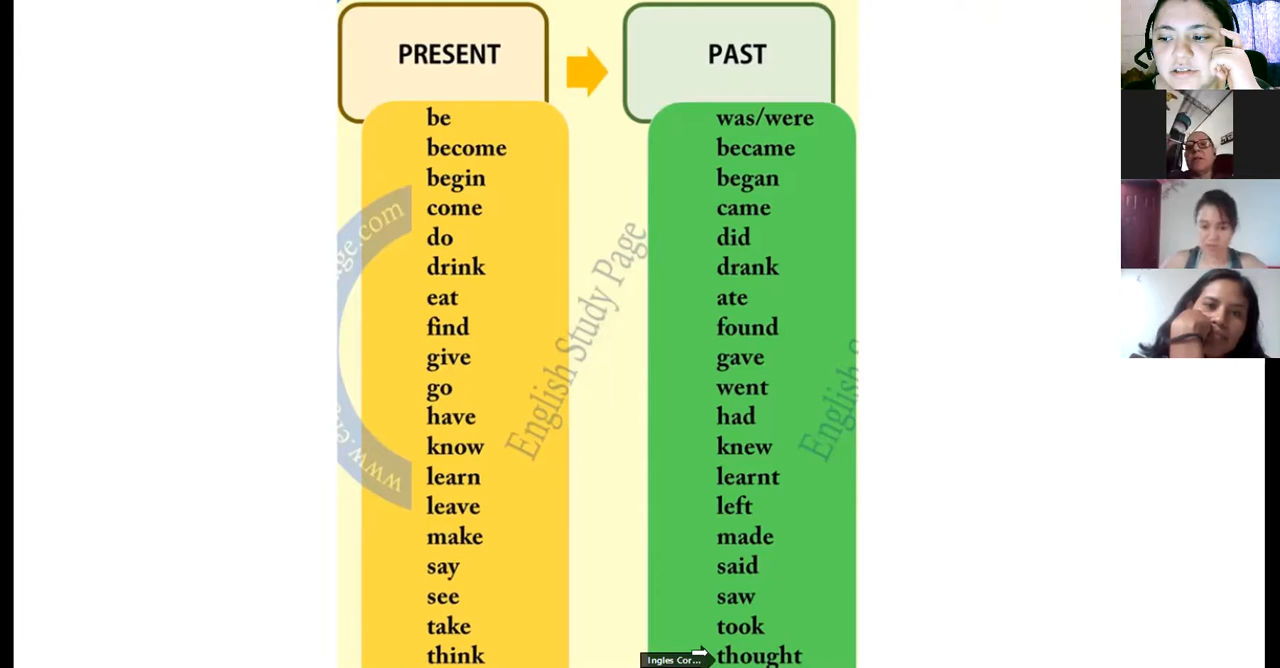 PRESENT PAST
be was/were
become became
begin began
come came
do did
drink drank
eat ate
find found
give gave
go went
have had
know knew
learn learnt
leave left
make made
say said
see saw
take took
think thought
English Study Page
Ingles Cor...